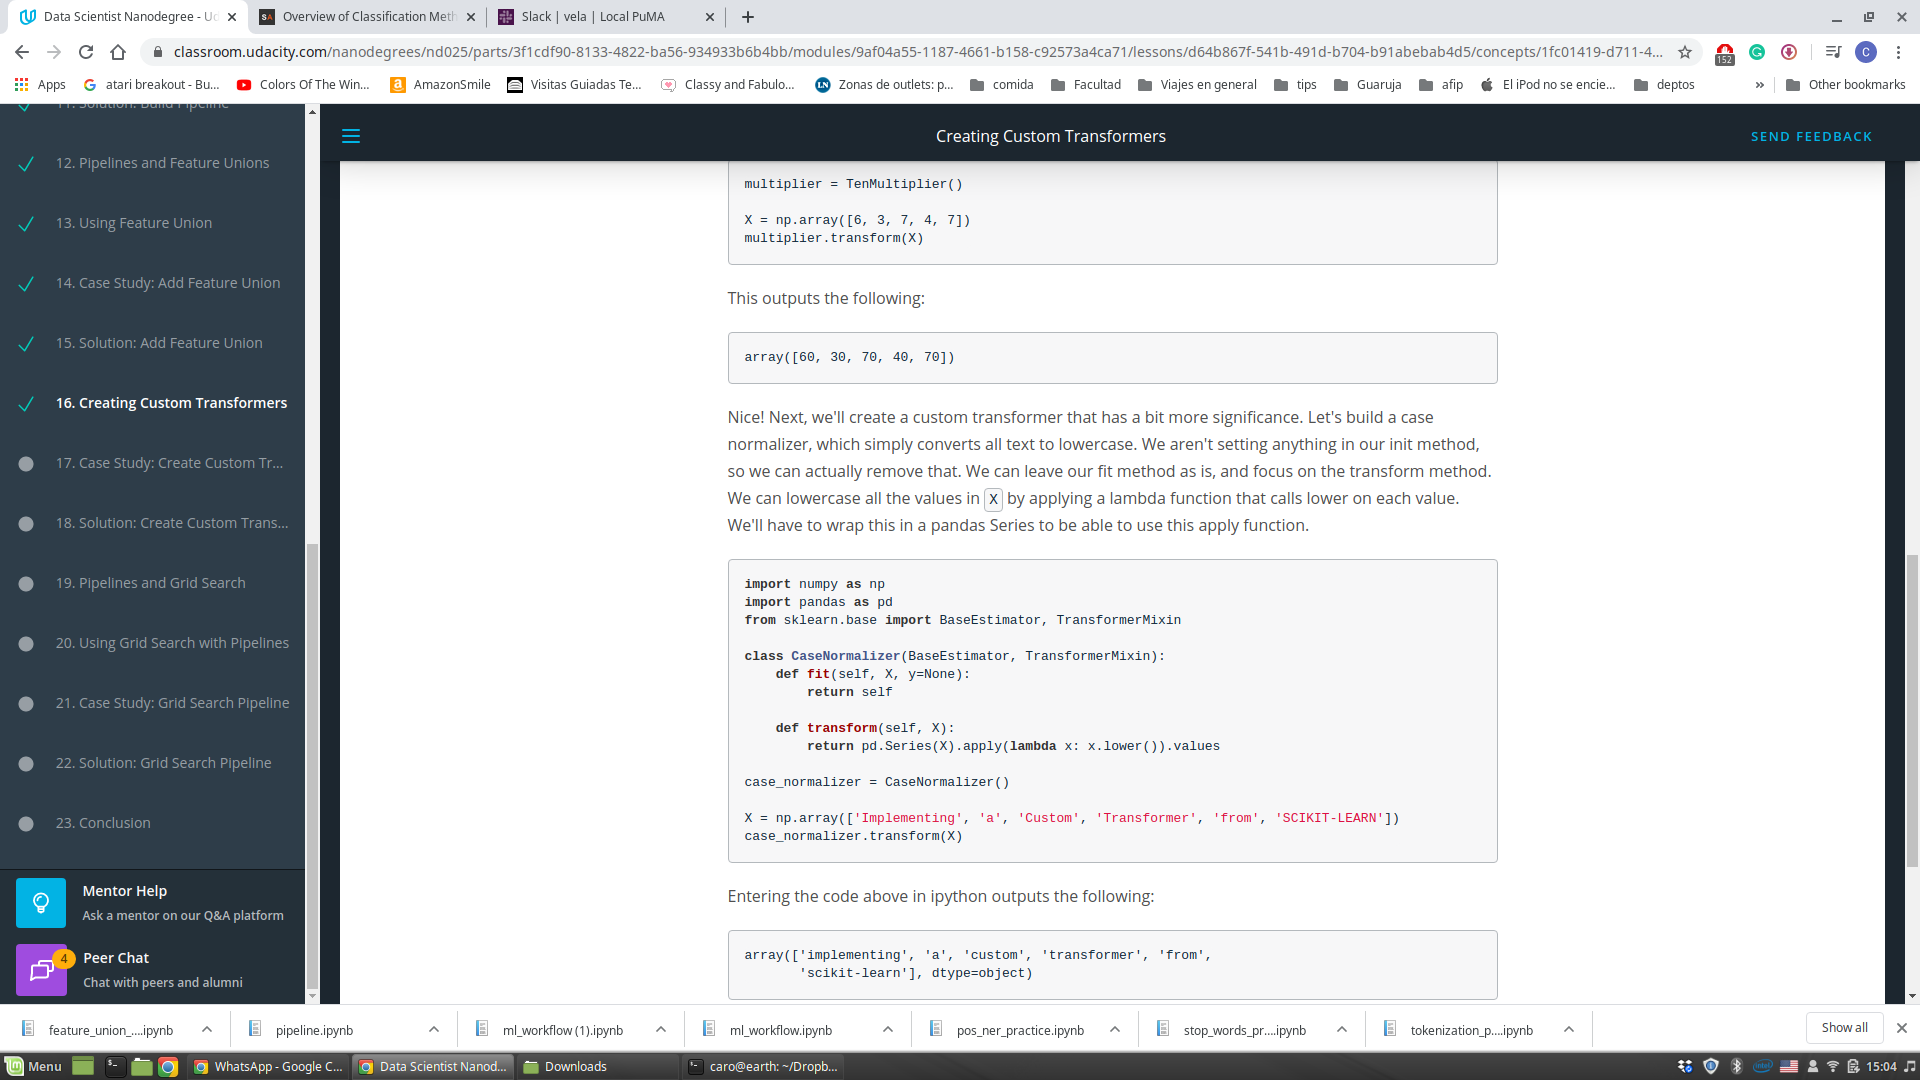 Data Scientist Nanodegree - Ud
Overview of Classification Meth
Slack | vela | Local PuMA
classroom.udacity.com/nanodegrees/nd025/parts/3f1cdf90-8133-4822-ba56-934933b6b4bb/modules/9af04a55-1187-4661-b158-c92573a4ca71/lessons/d64b867f-541b-491d-b704-b91abebab4d5/concepts/1fc01419-d711-4...
152
C
Apps
atari breakout - Bu...
Colors Of The Win...
AmazonSmile
Visitas Guiadas Te...
Classy and Fabulo...
Zonas de outlets: p...
comida
Facultad
Viajes en general
tips
Guaruja
afip
El iPod no se encie...
deptos
»
Other bookmarks
Creating Custom Transformers
SEND FEEDBACK
11. Solution: Build Pipeline
12. Pipelines and Feature Unions
13. Using Feature Union
14. Case Study: Add Feature Union
15. Solution: Add Feature Union
16. Creating Custom Transformers
17. Case Study: Create Custom Tr...
18. Solution: Create Custom Trans...
19. Pipelines and Grid Search
20. Using Grid Search with Pipelines
21. Case Study: Grid Search Pipeline
22. Solution: Grid Search Pipeline
23. Conclusion
Mentor Help
Ask a mentor on our Q&A platform
4
Peer Chat
Chat with peers and alumni
multiplier = TenMultiplier()
X = np.array([6, 3, 7, 4, 7])
multiplier.transform(X)
This outputs the following:
array([60, 30, 70, 40, 70])
Nice! Next, we'll create a custom transformer that has a bit more significance. Let's build a case
normalizer, which simply converts all text to lowercase. We aren't setting anything in our init method,
so we can actually remove that. We can leave our fit method as is, and focus on the transform method.
We can lowercase all the values in X by applying a lambda function that calls lower on each value.
We'll have to wrap this in a pandas Series to be able to use this apply function.
import numpy as np
import pandas as pd
from sklearn.base import BaseEstimator, TransformerMixin
class CaseNormalizer(BaseEstimator, TransformerMixin):
def fit(self, X, y=None):
return self
def transform(self, X):
return pd.Series(X).apply(lambda x: x.lower()).values
case_normalizer = CaseNormalizer()
X = np.array(['Implementing', 'a', 'Custom', 'Transformer', 'from', 'SCIKIT-LEARN'])
case_normalizer.transform(X)
Entering the code above in ipython outputs the following:
array(['implementing', 'a', 'custom', 'transformer', 'from',
'scikit-learn'], dtype=object)
feature_union_....ipynb
pipeline.ipynb
ml_workflow (1).ipynb
ml_workflow.ipynb
pos_ner_practice.ipynb
stop_words_pr....ipynb
tokenization_p....ipynb
Show all
Menu
WhatsApp - Google C...
Data Scientist Nanod...
Downloads
caro@earth: ~/Dropb...
15:04